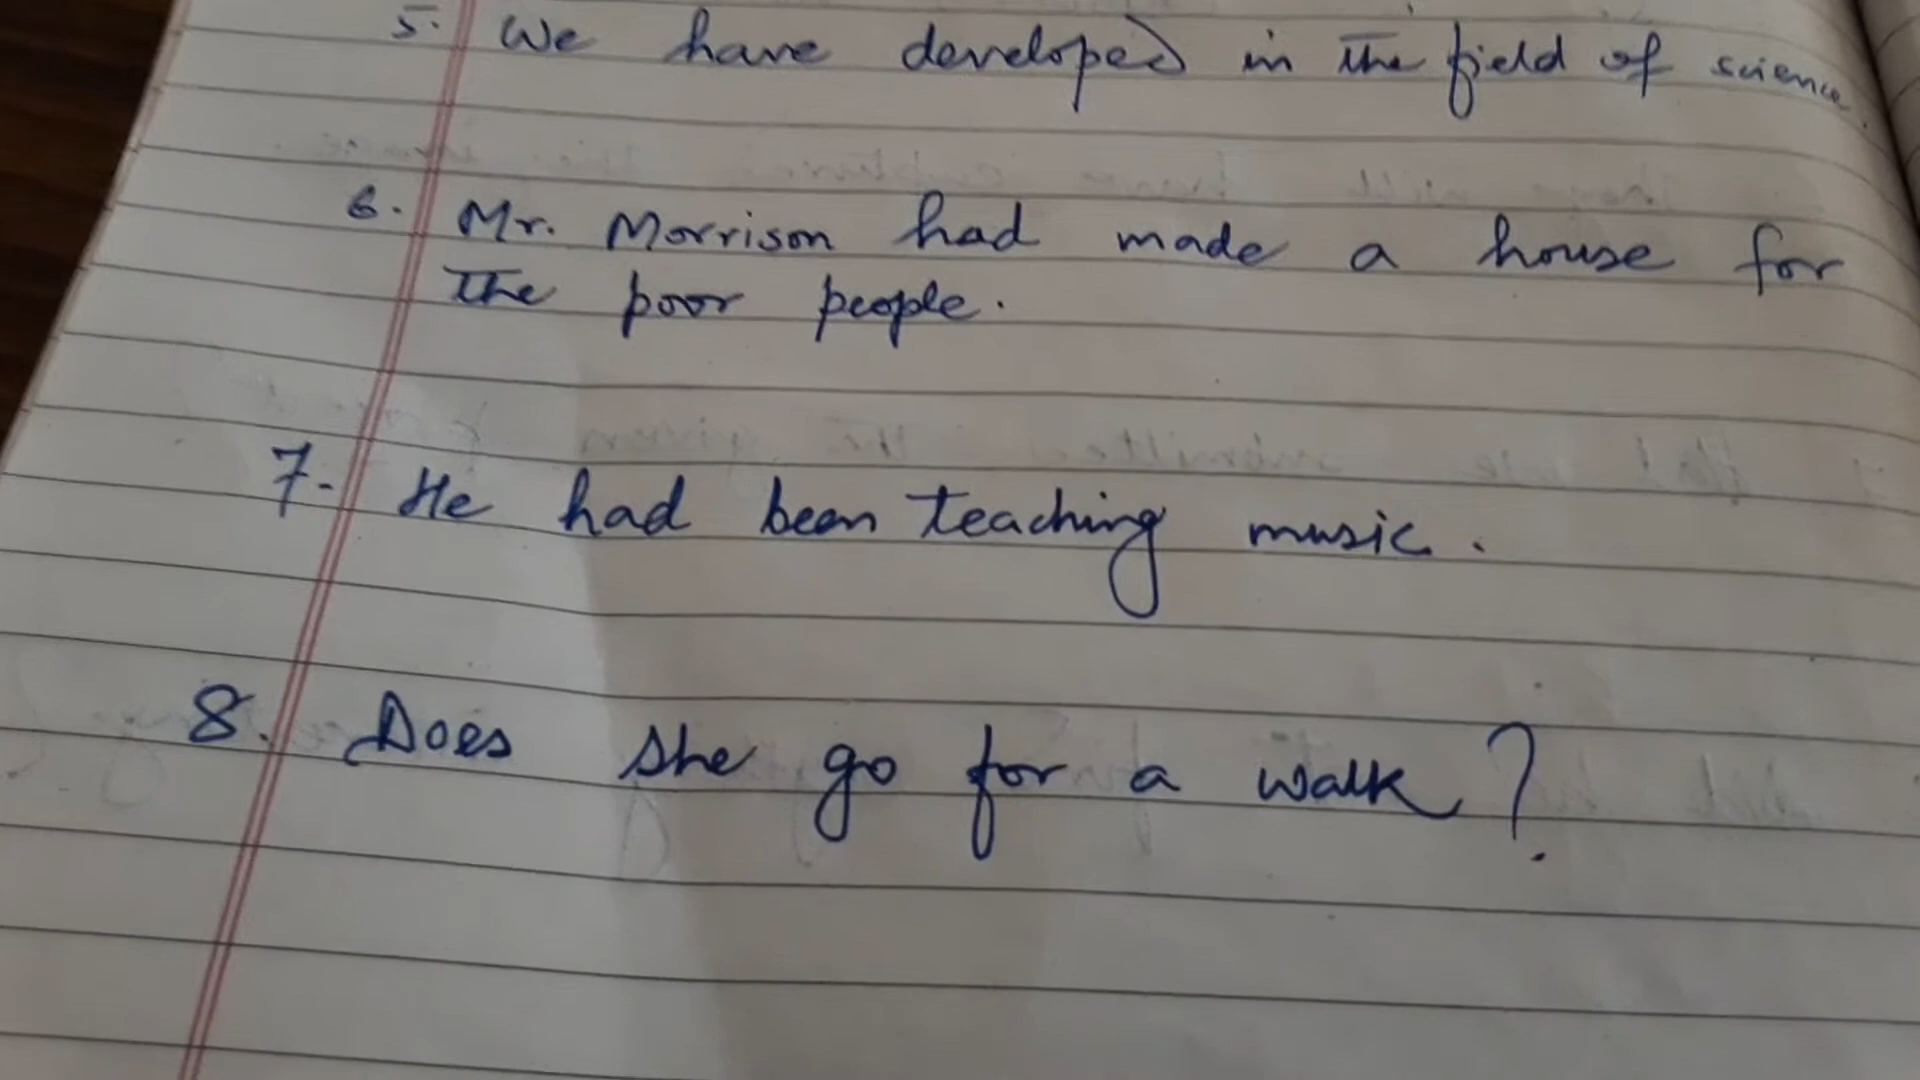 5. We have developed in the field of science.
6. Mr. Morrison had made a house for
the poor people.
7. He had been teaching music.
8. Does she go for a walk?